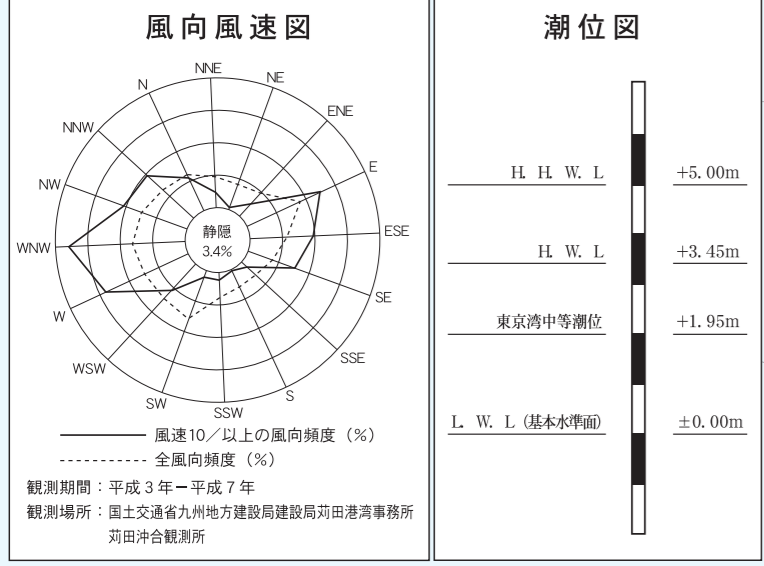 風向風速図
NNE
NE
ENE
E
ESE
SE
SSE
S
SSW
SW
WSW
W
WNW
NW
NNW
N
静隠
3.4%
風速10/以上の風向頻度（%）
全風向頻度（%）
観測期間：平成３年ー平成７年
観測場所：国土交通省九州地方建設局建設局苅田港湾事務所
苅田沖合観測所
潮位図
H. H. W. L +5.00m
H. W. L +3.45m
東京湾中等潮位 +1.95m
L. W. L（基本水準面） ±0.00m